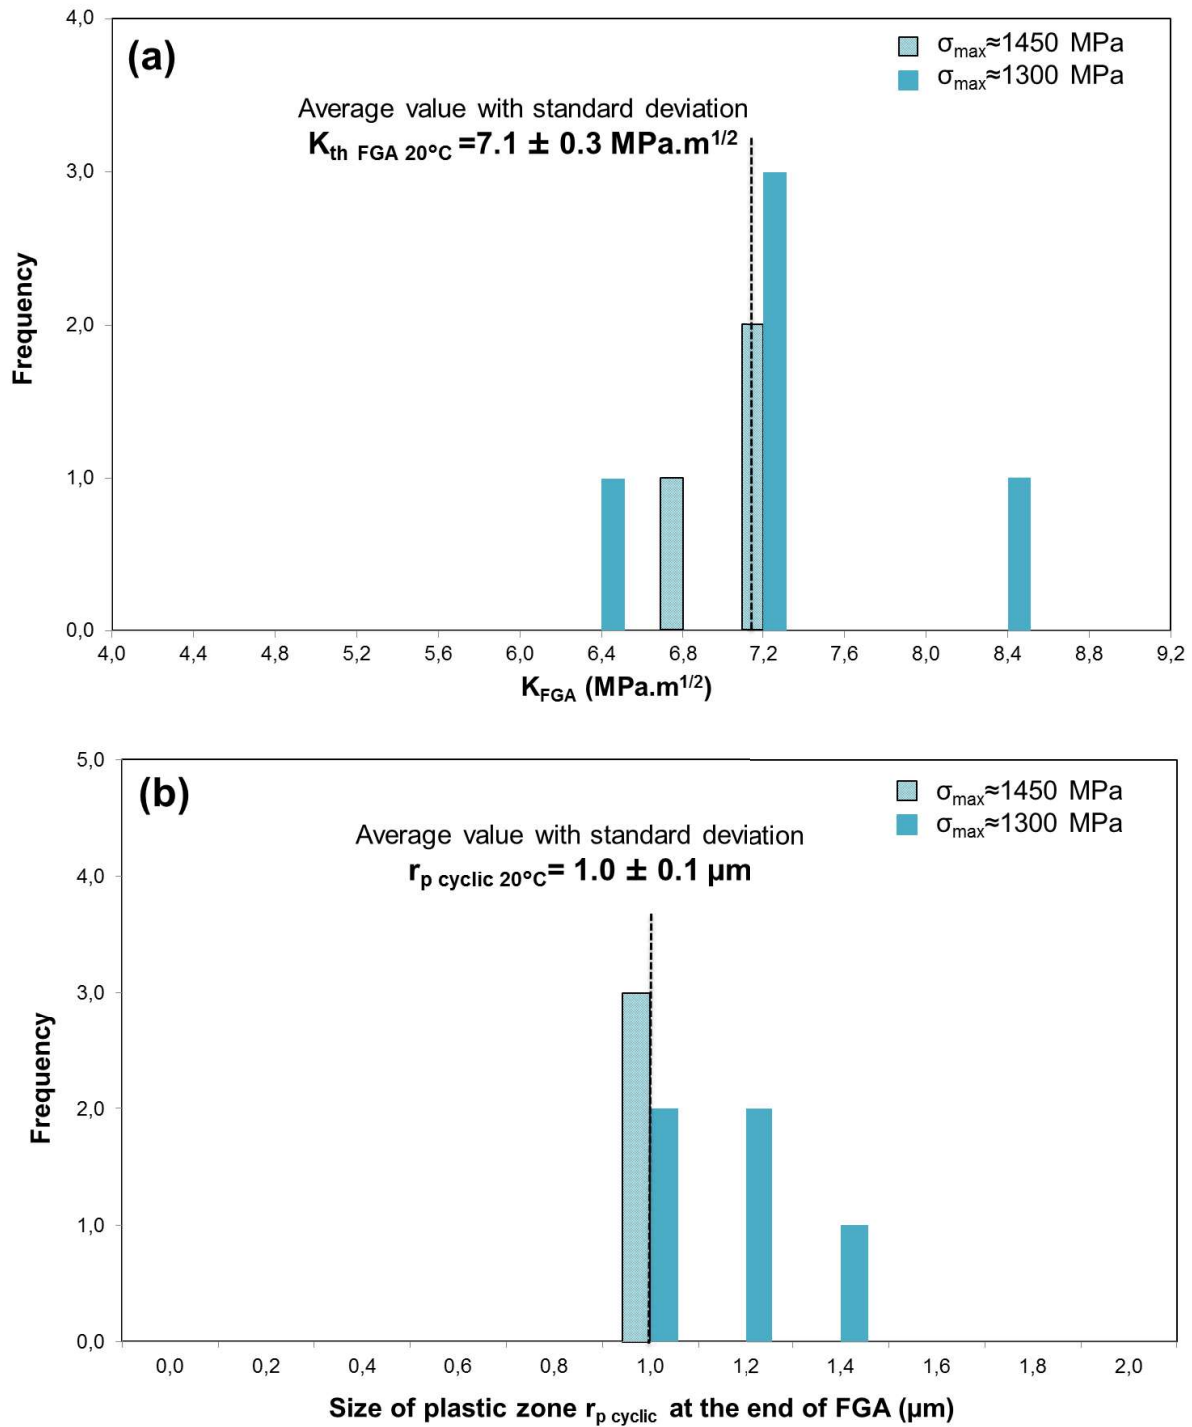 4,0
(a)
σmax≈1450 MPa
σmax≈1300 MPa
Average value with standard deviation
Kth FGA 20°C =7.1 ± 0.3 MPa.m1/2
3,0
Frequency
2,0
1,0
0,0
4,0 4,4 4,8 5,2 5,6 6,0 6,4 6,8 7,2 7,6 8,0 8,4 8,8 9,2
KFGA (MPa.m1/2)
5,0
(b)
σmax≈1450 MPa
σmax≈1300 MPa
Average value with standard deviation
rp cyclic 20°C= 1.0 ± 0.1 µm
4,0
3,0
Frequency
2,0
1,0
0,0
0,0 0,2 0,4 0,6 0,8 1,0 1,2 1,4 1,6 1,8 2,0
Size of plastic zone rp cyclic at the end of FGA (µm)